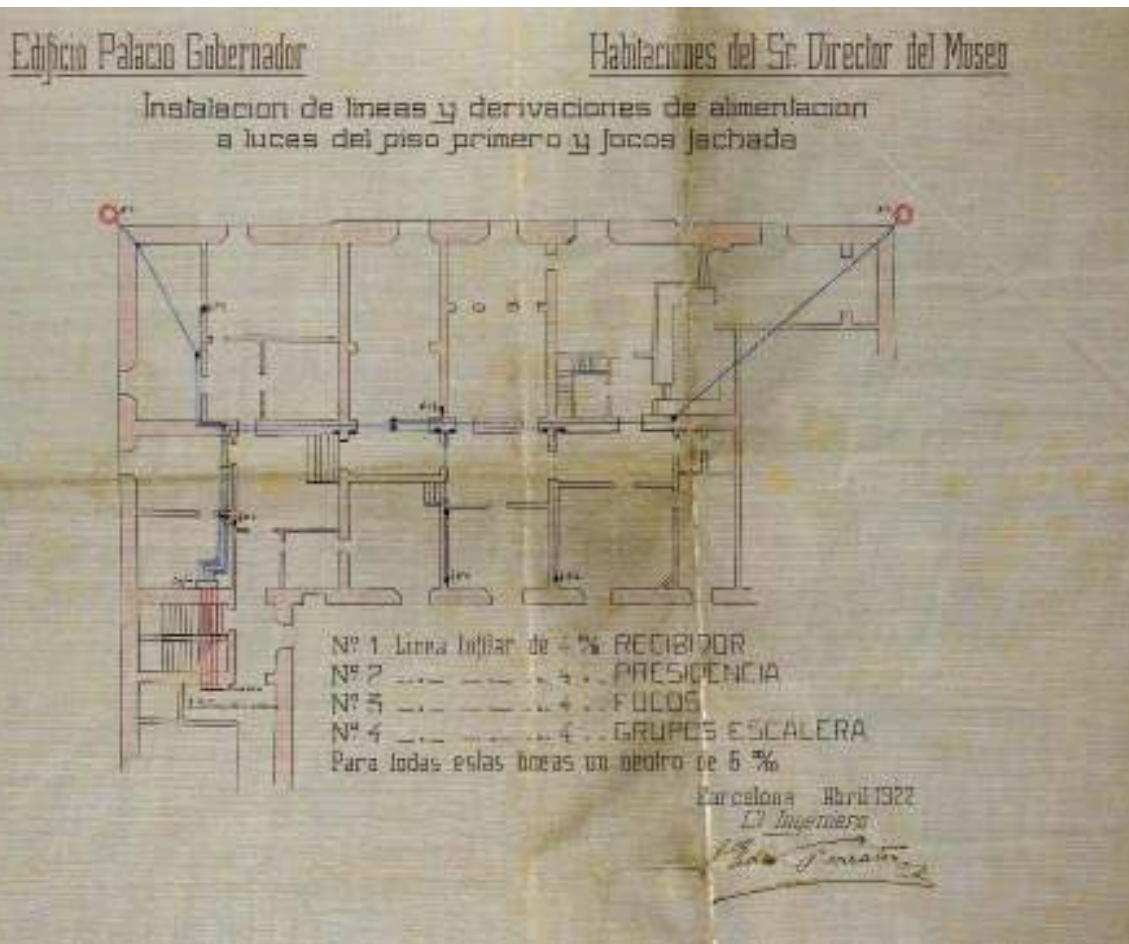 Edificio Palacio Gobernador
Habitaciones del Sr. Director del Museo
Instalacion de lineas y derivaciones de alimentacion
a luces del piso primero y focos fachada
Nº 1 Linea bifilar de 4 m/m RECIBIDOR
Nº 2 4 PRESIDENCIA
Nº 3 4 FOCOS
Nº 4 4 GRUPOS ESCALERA
Para todas estas lineas un neutro de 6 m/m
Barcelona Abril 1922
El Ingeniero